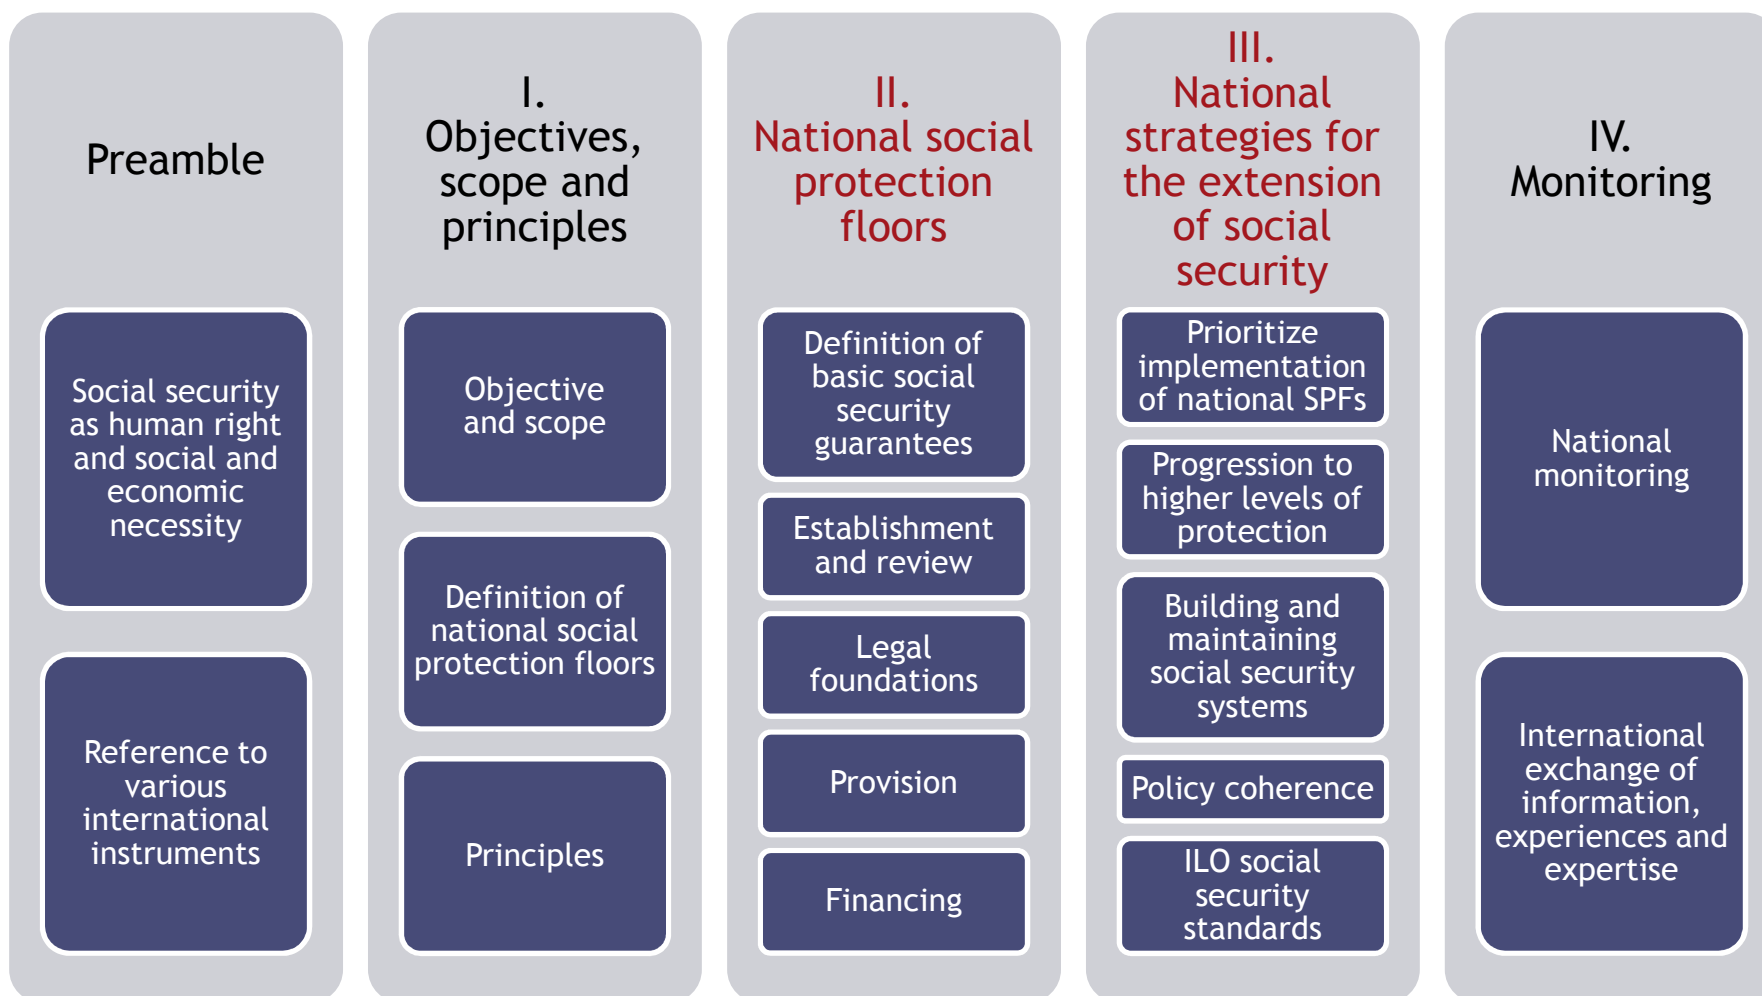 Preamble
Social security
as human right
and social and
economic
necessity
Reference to
various
international
instruments
I.
Objectives,
scope and
principles
Objective
and scope
Definition of
national social
protection floors
Principles
II.
National social
protection
floors
Definition of
basic social
security
guarantees
Establishment
and review
Legal
foundations
Provision
Financing
III.
National
strategies for
the extension
of social
security
Prioritize
implementation
of national SPFs
Progression to
higher levels of
protection
Building and
maintaining
social security
systems
Policy coherence
ILO social
security
standards
IV.
Monitoring
National
monitoring
International
exchange of
information,
experiences and
expertise